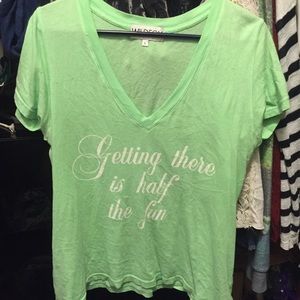 Getting there
is half
the fun